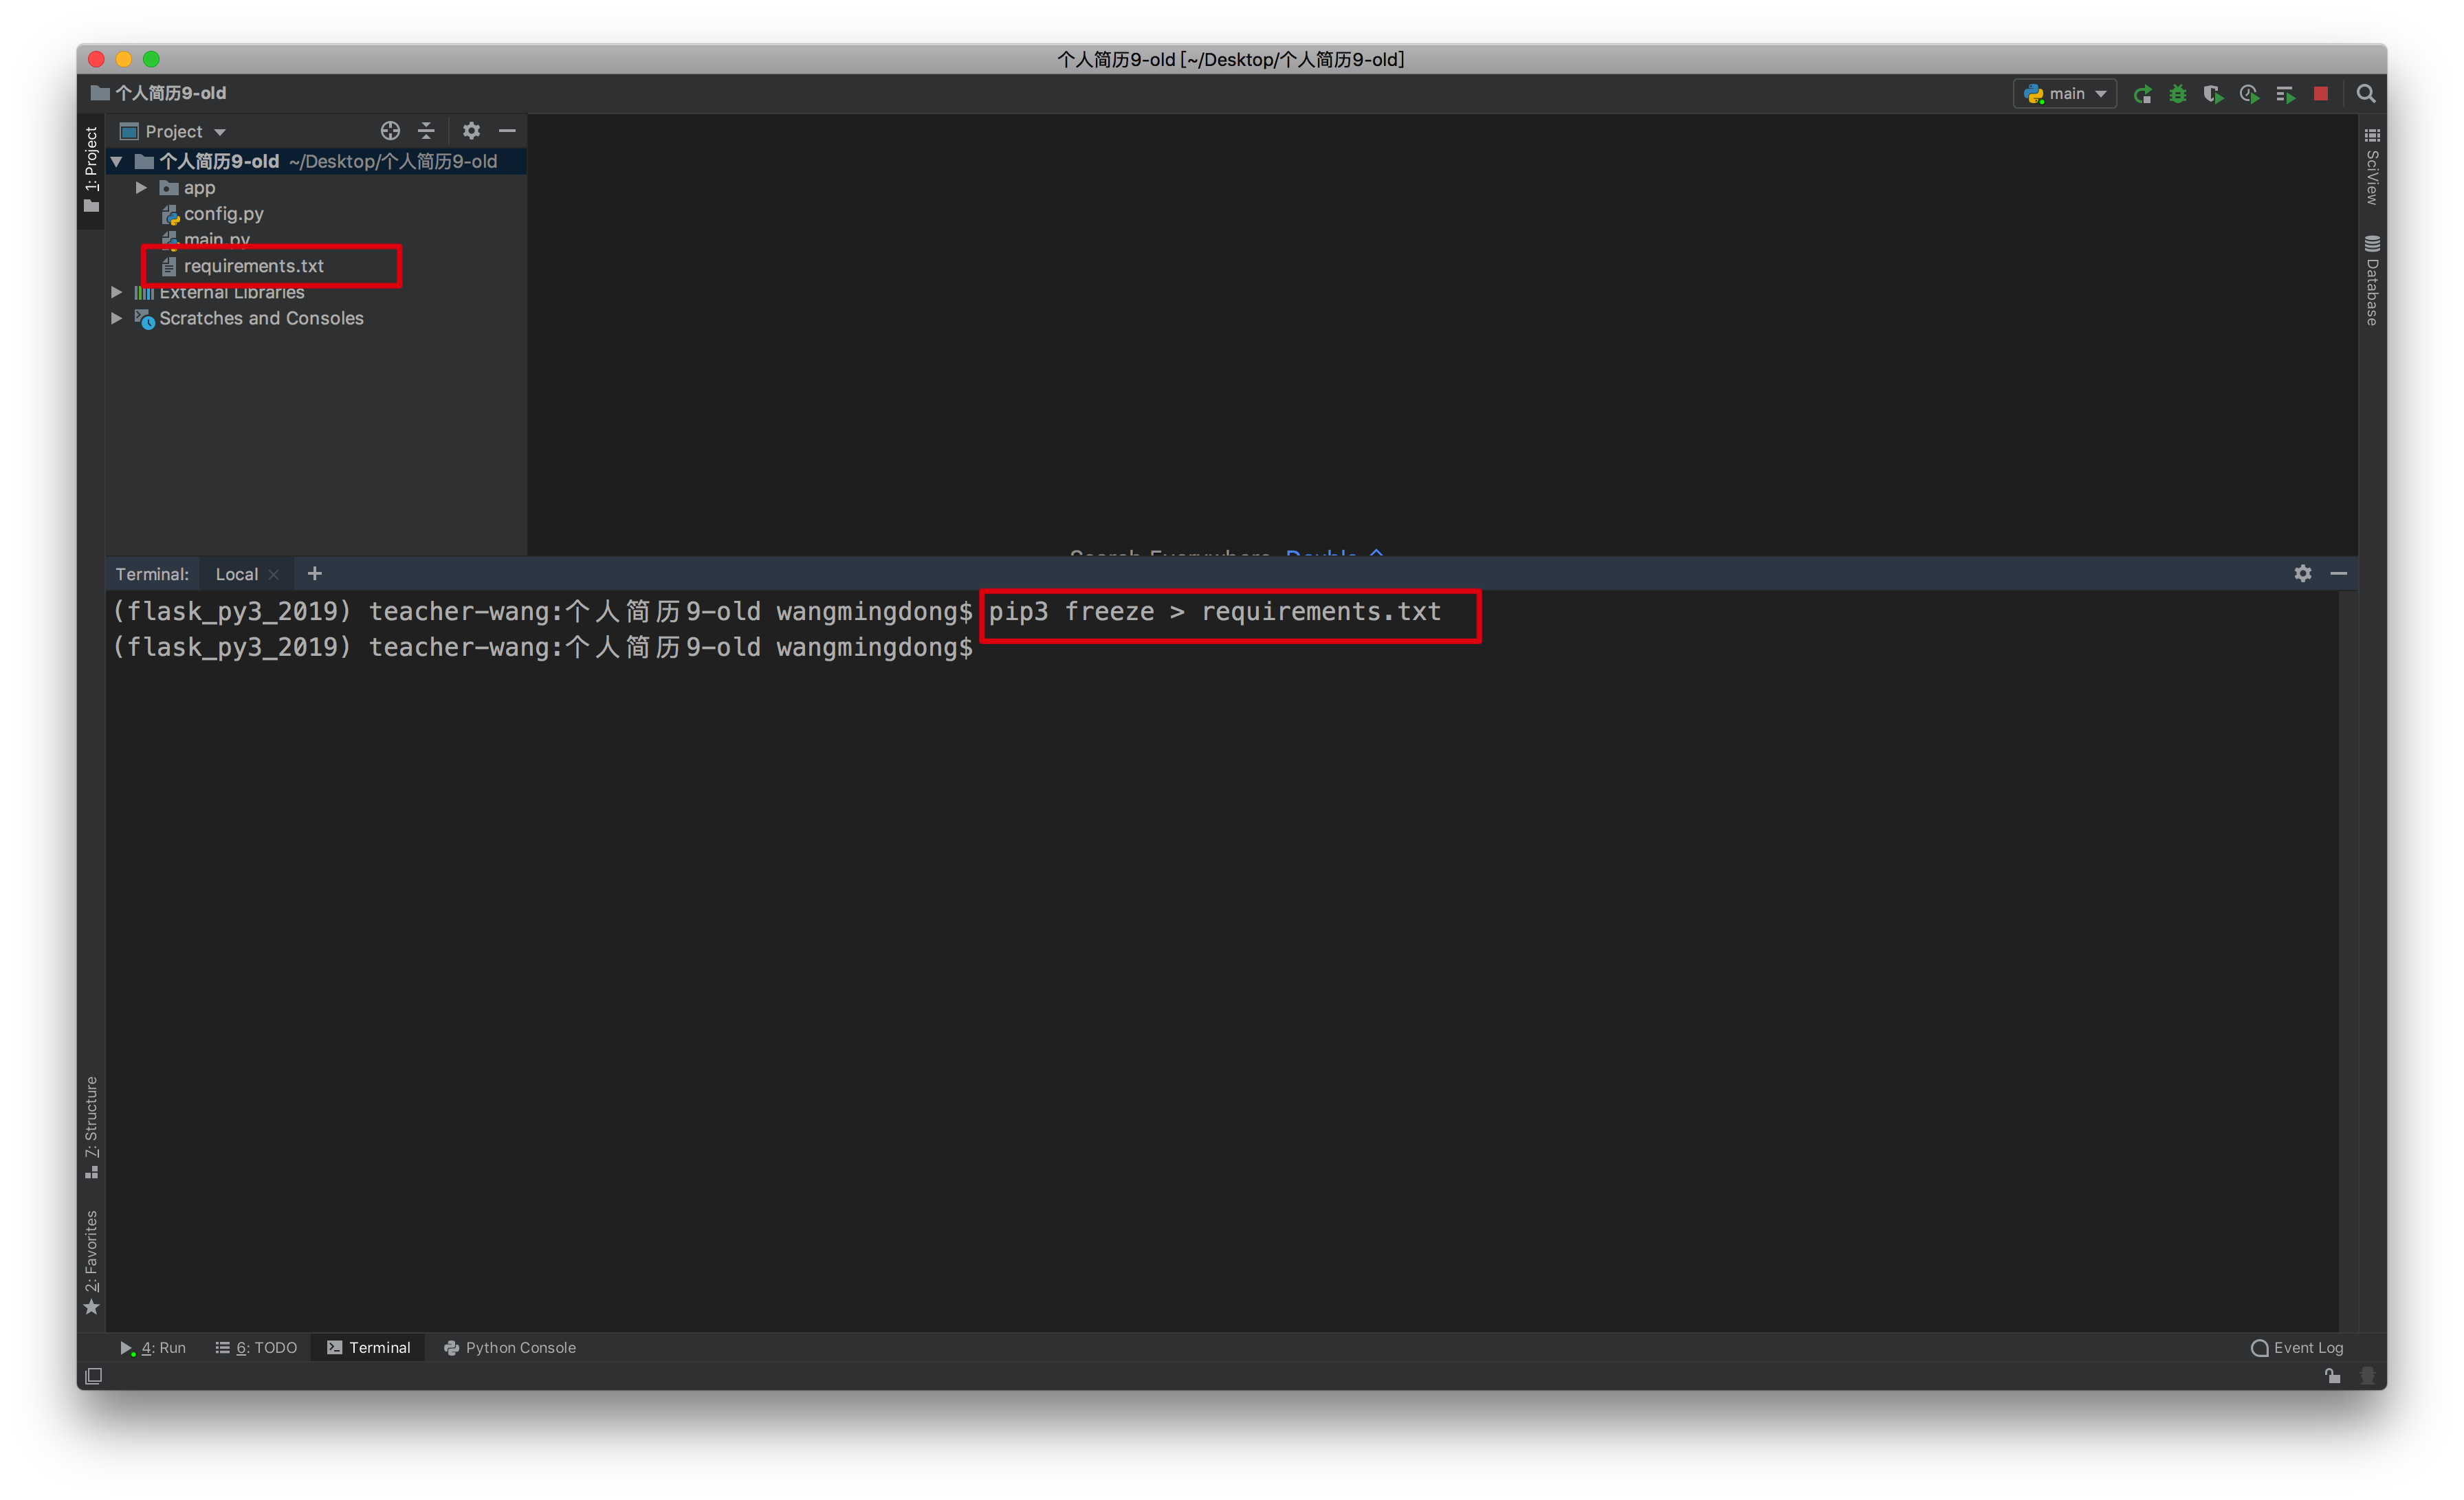 个人简历9-old [~/Desktop/个人简历9-old]
个人简历9-old
main
1: Project
Project
个人简历9-old ~/Desktop/个人简历9-old
app
config.py
main.py
requirements.txt
External Libraries
Scratches and Consoles
SciView
Database
Search Everywhere Double
Terminal: Local
(flask_py3_2019) teacher-wang:个人简历9-old wangmingdong$ pip3 freeze > requirements.txt
(flask_py3_2019) teacher-wang:个人简历9-old wangmingdong$
7: Structure
2: Favorites
4: Run 6: TODO Terminal Python Console Event Log